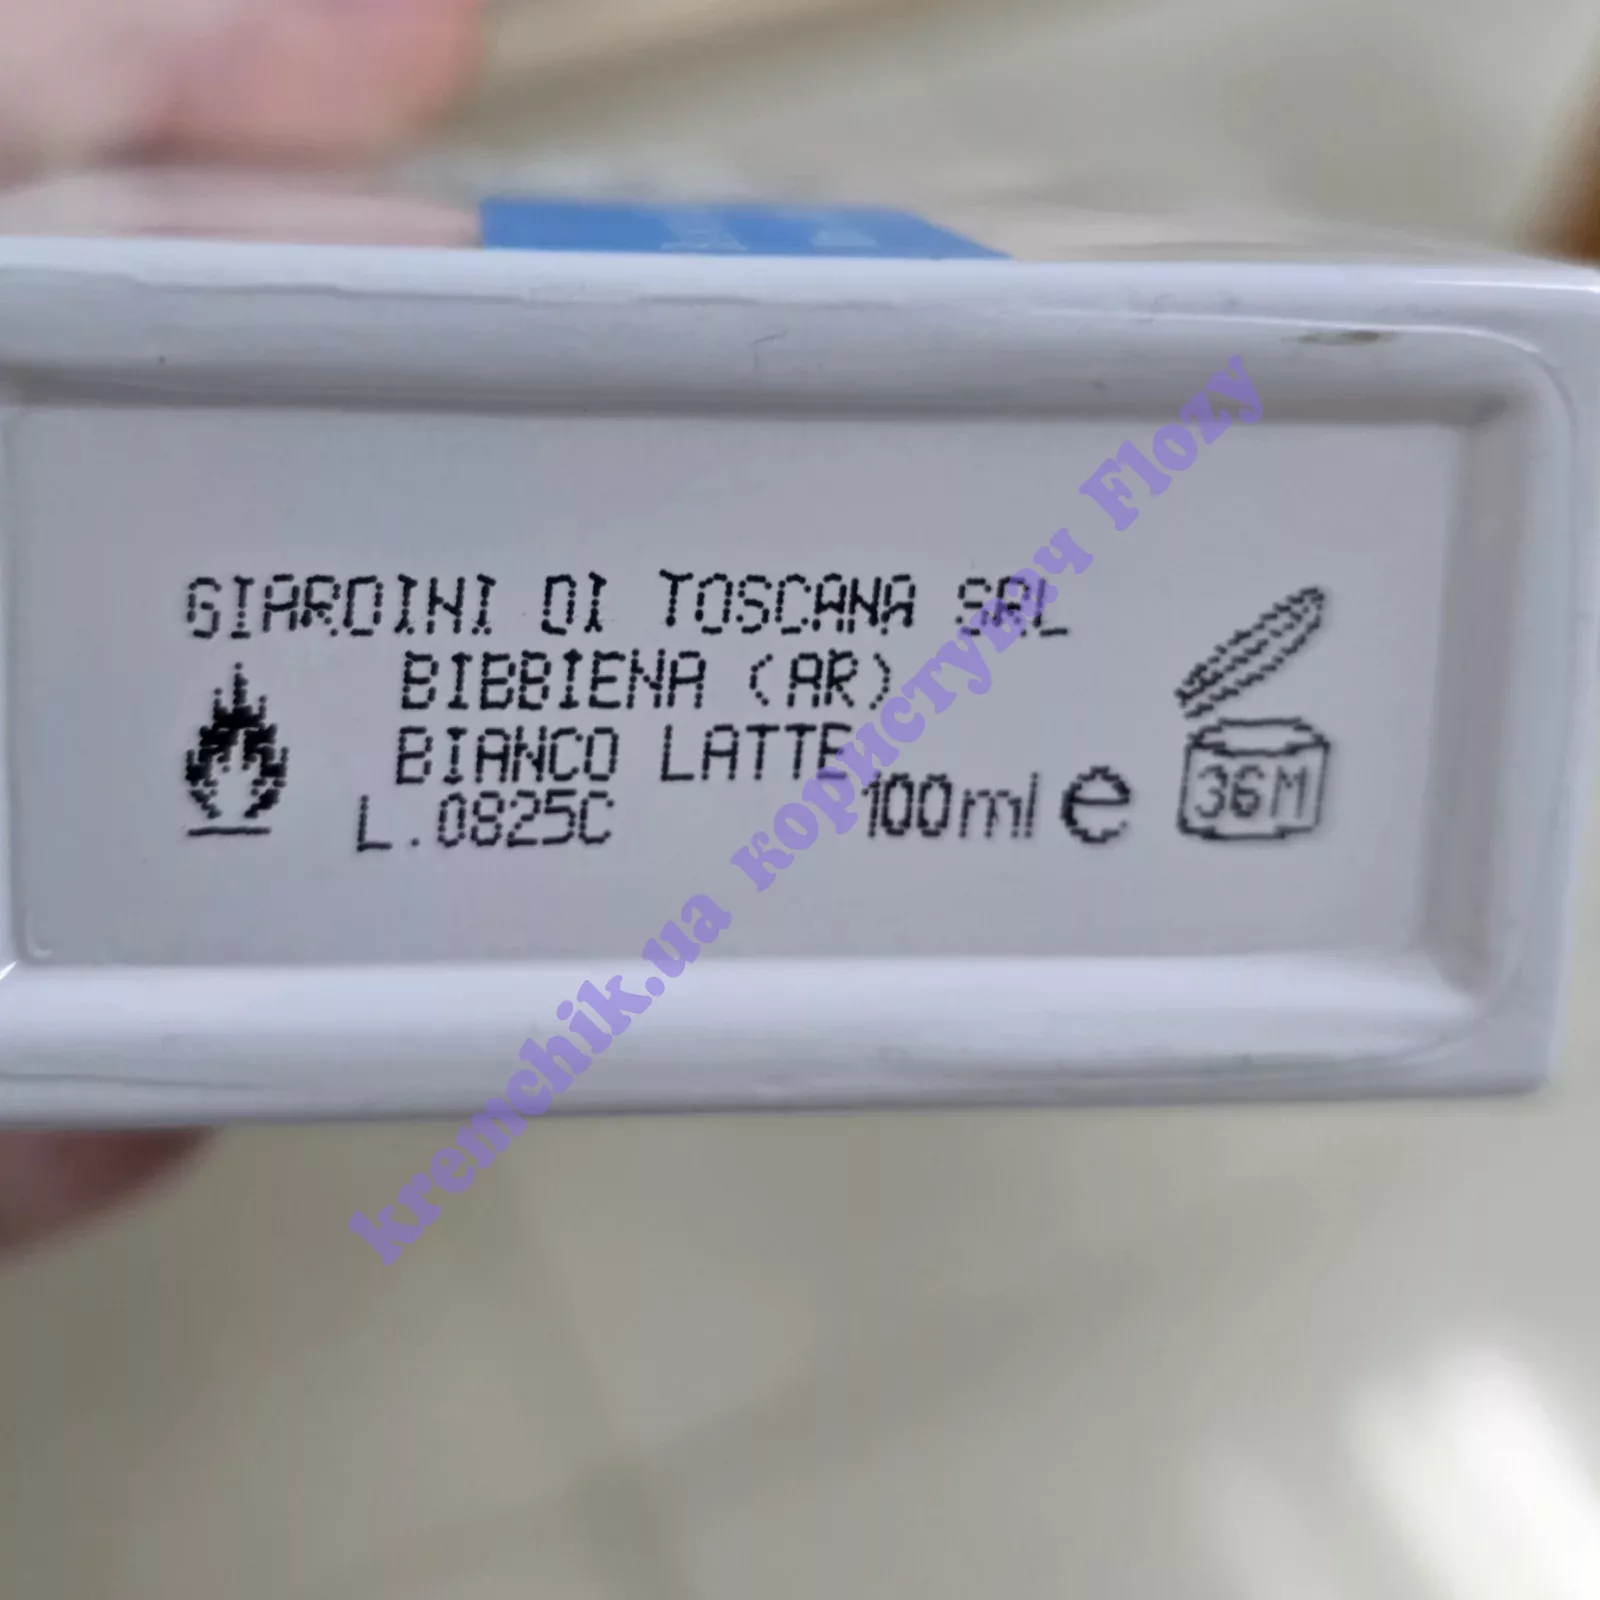 GIARDINI DI TOSCANA SRL
BIBBIENA (AR)
BIANCO LATTE
L.0825C
100ml e
36M
kremchik.ua користувач Flozy